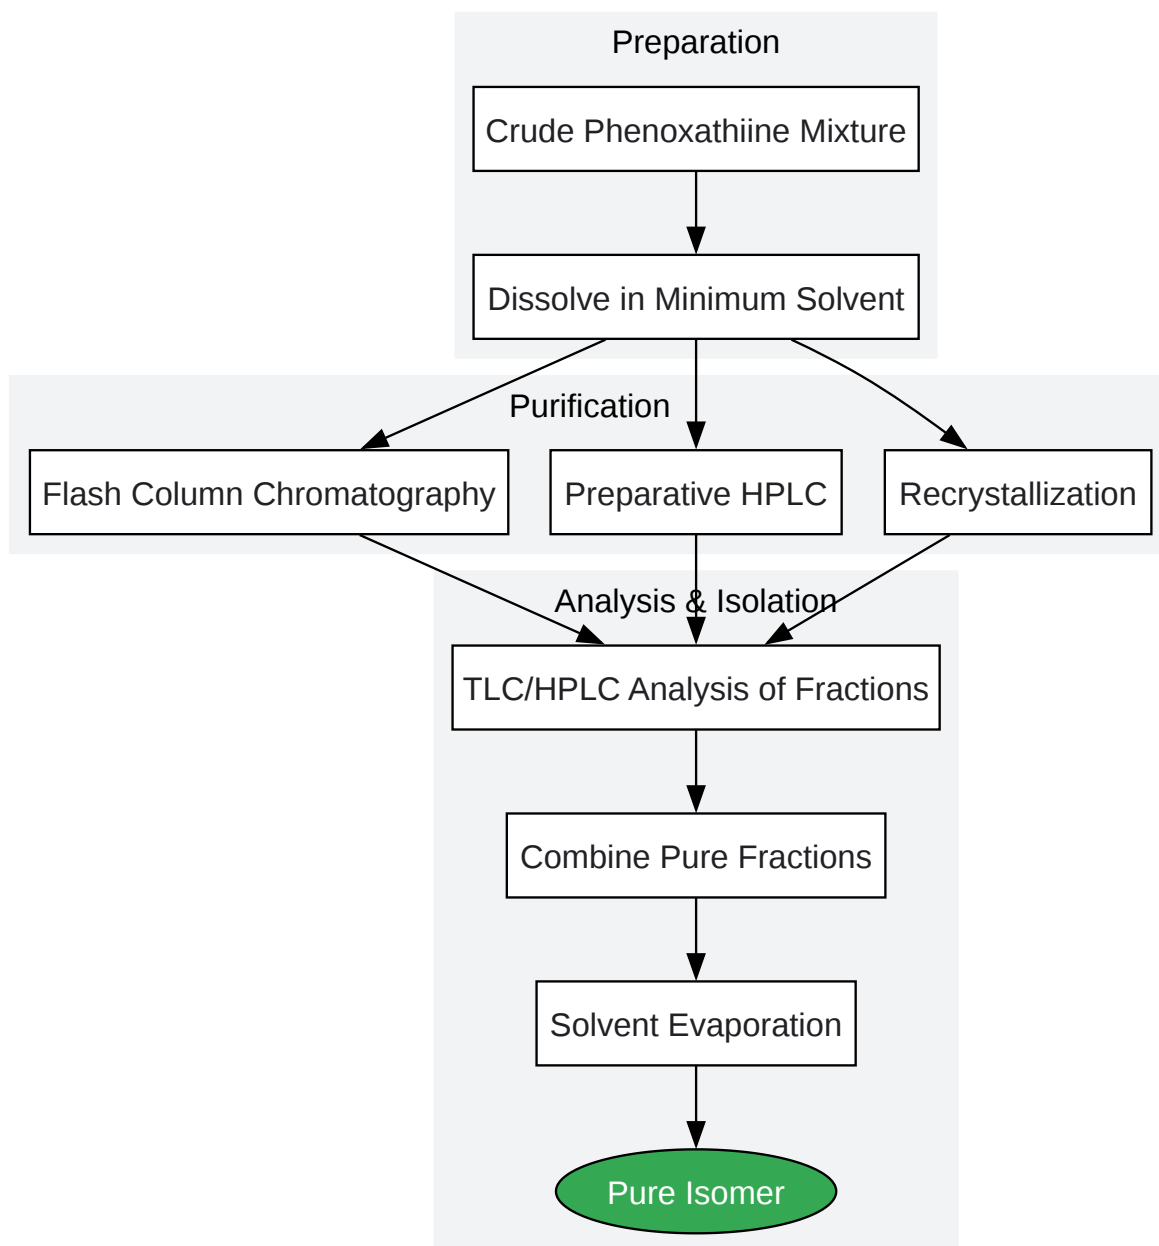 Preparation
Crude Phenoxathiine Mixture
Dissolve in Minimum Solvent
Purification
Flash Column Chromatography
Preparative HPLC
Recrystallization
Analysis & Isolation
TLC/HPLC Analysis of Fractions
Combine Pure Fractions
Solvent Evaporation
Pure Isomer